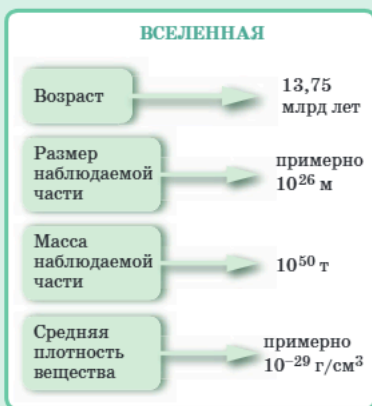 ВСЕЛЕННАЯ
Возраст
13,75
млрд лет
Размер
наблюдаемой
части
примерно
10²⁶ м
Масса
наблюдаемой
части
10⁵⁰ т
Средняя
плотность
вещества
примерно
10⁻²⁹ г/см³